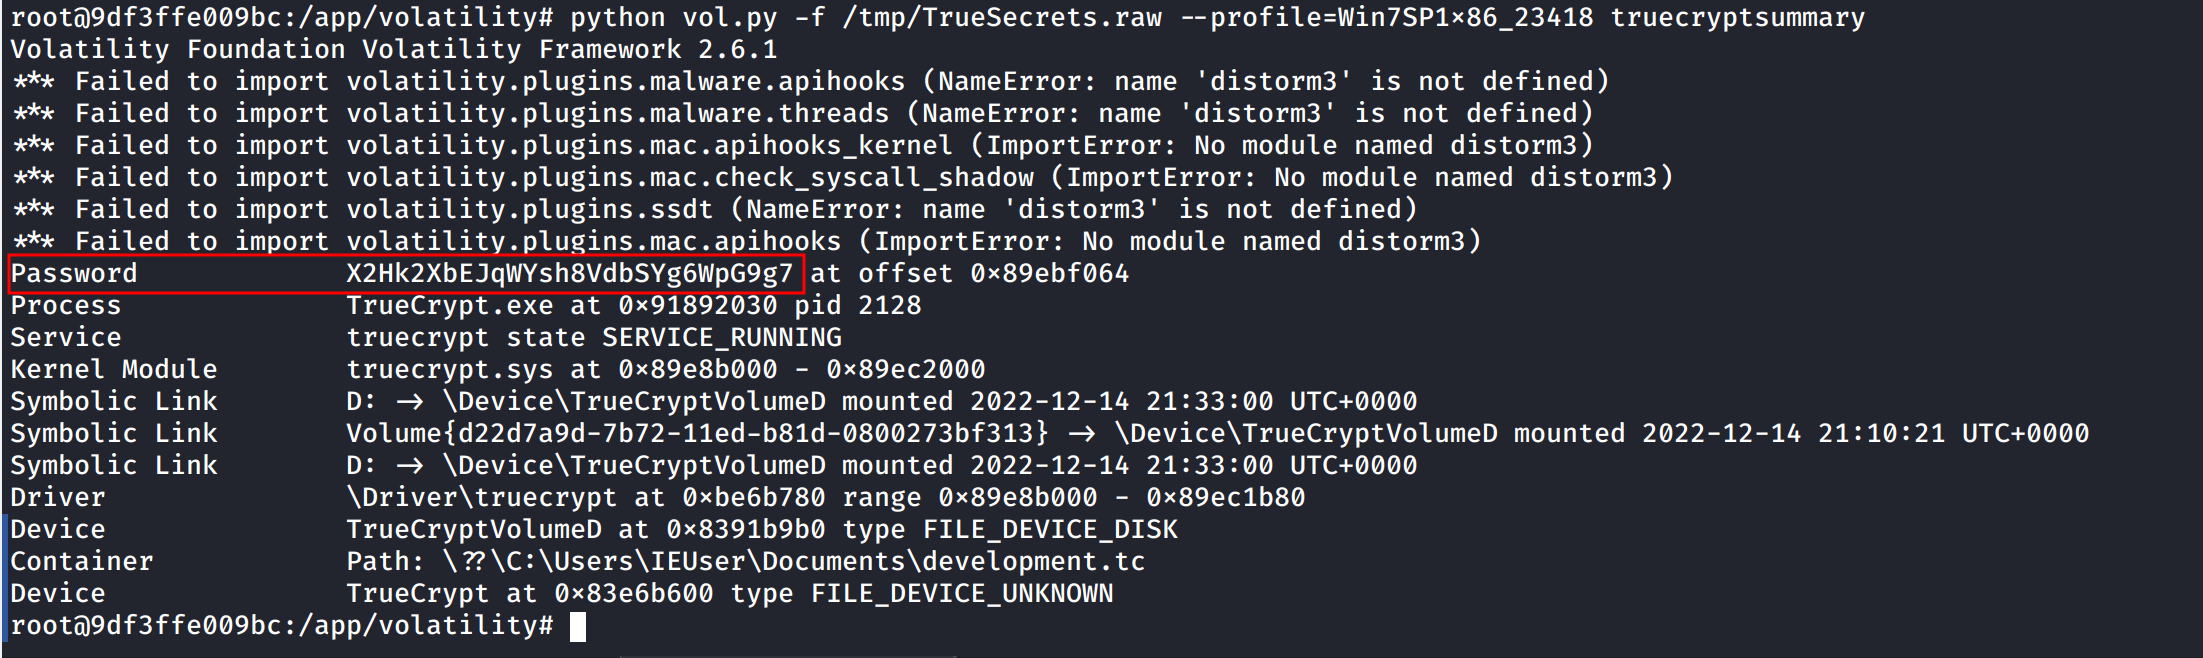 root@9df3ffe009bc:/app/volatility# python vol.py -f /tmp/TrueSecrets.raw --profile=Win7SP1x86_23418 truecryptsummary
Volatility Foundation Volatility Framework 2.6.1
*** Failed to import volatility.plugins.malware.apihooks (NameError: name 'distorm3' is not defined)
*** Failed to import volatility.plugins.malware.threads (NameError: name 'distorm3' is not defined)
*** Failed to import volatility.plugins.mac.apihooks_kernel (ImportError: No module named distorm3)
*** Failed to import volatility.plugins.mac.check_syscall_shadow (ImportError: No module named distorm3)
*** Failed to import volatility.plugins.ssdt (NameError: name 'distorm3' is not defined)
*** Failed to import volatility.plugins.mac.apihooks (ImportError: No module named distorm3)
Password             X2Hk2XbEJqWYsh8VdbSYg6WpG9g7 at offset 0x89ebf064
Process              TrueCrypt.exe at 0x91892030 pid 2128
Service              truecrypt state SERVICE_RUNNING
Kernel Module        truecrypt.sys at 0x89e8b000 - 0x89ec2000
Symbolic Link        D: -> \Device\TrueCryptVolumeD mounted 2022-12-14 21:33:00 UTC+0000
Symbolic Link        Volume{d22d7a9d-7b72-11ed-b81d-0800273bf313} -> \Device\TrueCryptVolumeD mounted 2022-12-14 21:10:21 UTC+0000
Symbolic Link        D: -> \Device\TrueCryptVolumeD mounted 2022-12-14 21:33:00 UTC+0000
Driver               \Driver\truecrypt at 0xbe6b780 range 0x89e8b000 - 0x89ec1b80
Device               TrueCryptVolumeD at 0x8391b9b0 type FILE_DEVICE_DISK
Container            Path: \??\C:\Users\IEUser\Documents\development.tc
Device               TrueCrypt at 0x83e6b600 type FILE_DEVICE_UNKNOWN
root@9df3ffe009bc:/app/volatility#